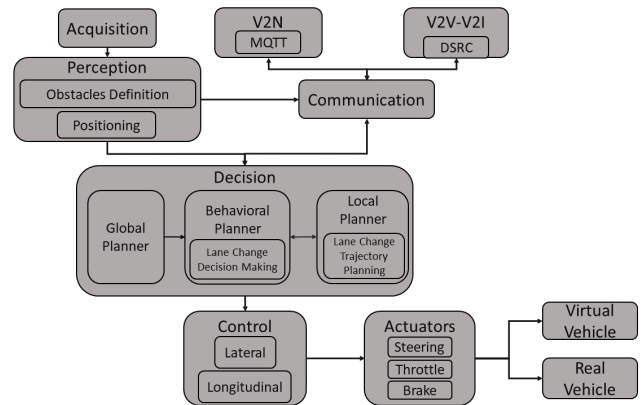 Acquisition
V2N
MQTT
V2V-V2I
DSRC
Perception
Obstacles Definition
Positioning
Communication
Decision
Global
Planner
Behavioral
Planner
Lane Change
Decision Making
Local
Planner
Lane Change
Trajectory
Planning
Control
Lateral
Longitudinal
Actuators
Steering
Throttle
Brake
Virtual
Vehicle
Real
Vehicle